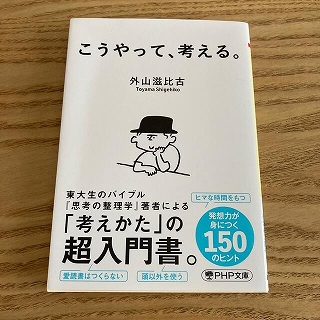 こうやって、考える。
外山滋比古
Toyama Shigehiko
東大生のバイブル
『思考の整理学』著者による
「考えかた」の
超入門書。
ヒマな時間をもつ
発想力が
身につく
150
のヒント
愛読書はつくらない
頭以外を使う
PHP文庫